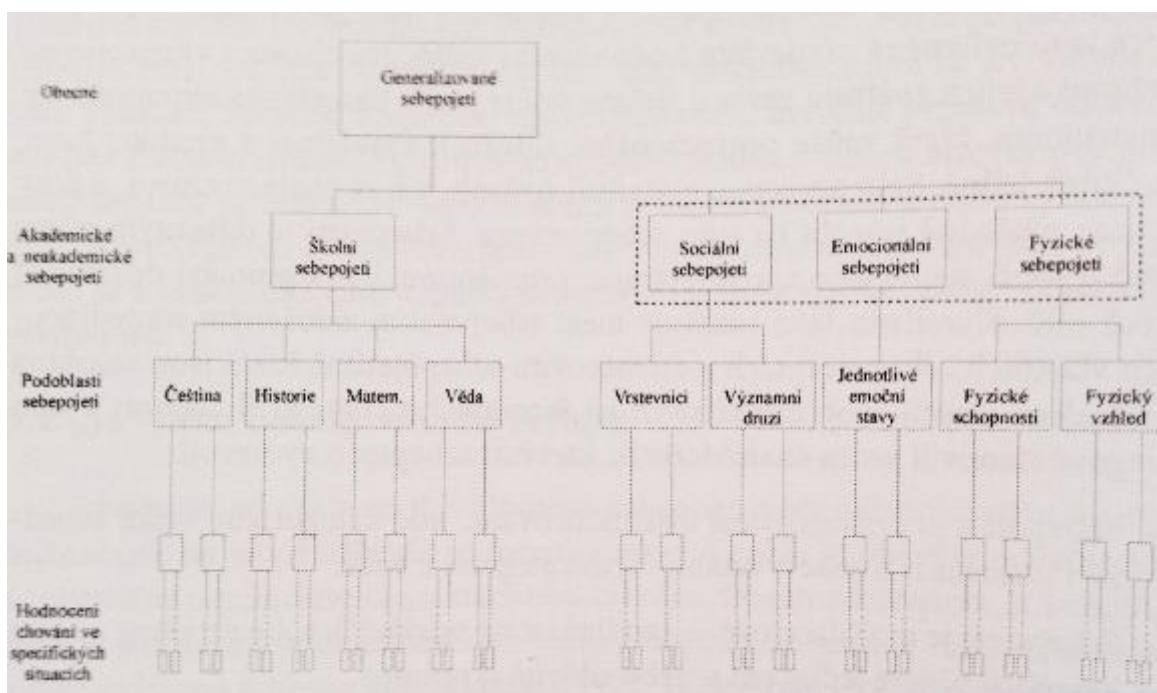 Obecné
Generalizované
sebepojetí
Akademické
a neakademické
sebepojetí
Školní
sebepojetí
Sociální
sebepojetí
Emocionální
sebepojetí
Fyzické
sebepojetí
Podoblasti
sebepojetí
Čeština
Historie
Matem.
Věda
Vrstevníci
Významní
druzí
Jednotlivé
emoční
stavy
Fyzické
schopnosti
Fyzický
vzhled
Hodnocení
chování ve
specifických
situacích